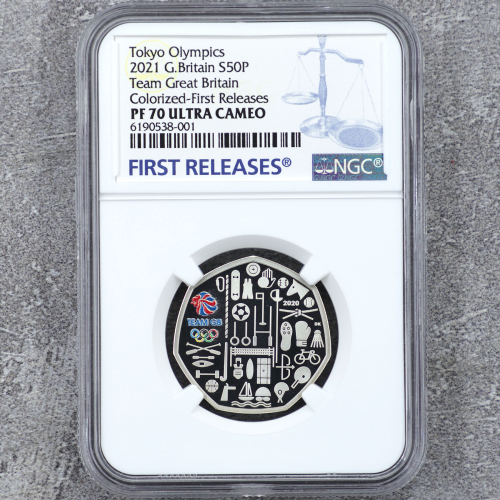 Tokyo Olympics
2021 G.Britain S50P
Team Great Britain
Colorized-First Releases
PF 70 ULTRA CAMEO
6190538-001
FIRST RELEASES®
NGC®
2020
TEAM GB